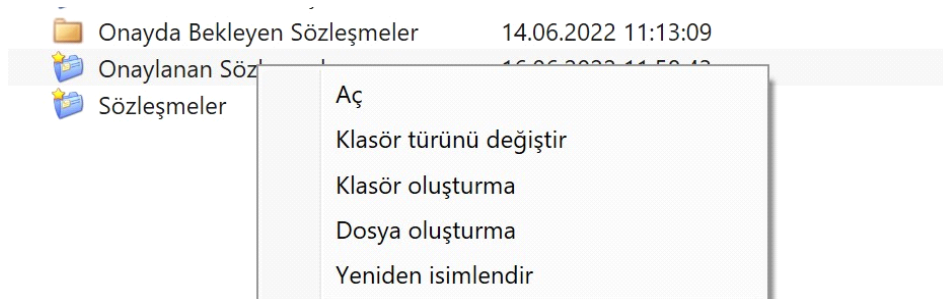 Onayda Bekleyen Sözleşmeler 14.06.2022 11:13:09
Onaylanan
Sözleşmeler
Aç
Klasör türünü değiştir
Klasör oluşturma
Dosya oluşturma
Yeniden isimlendir